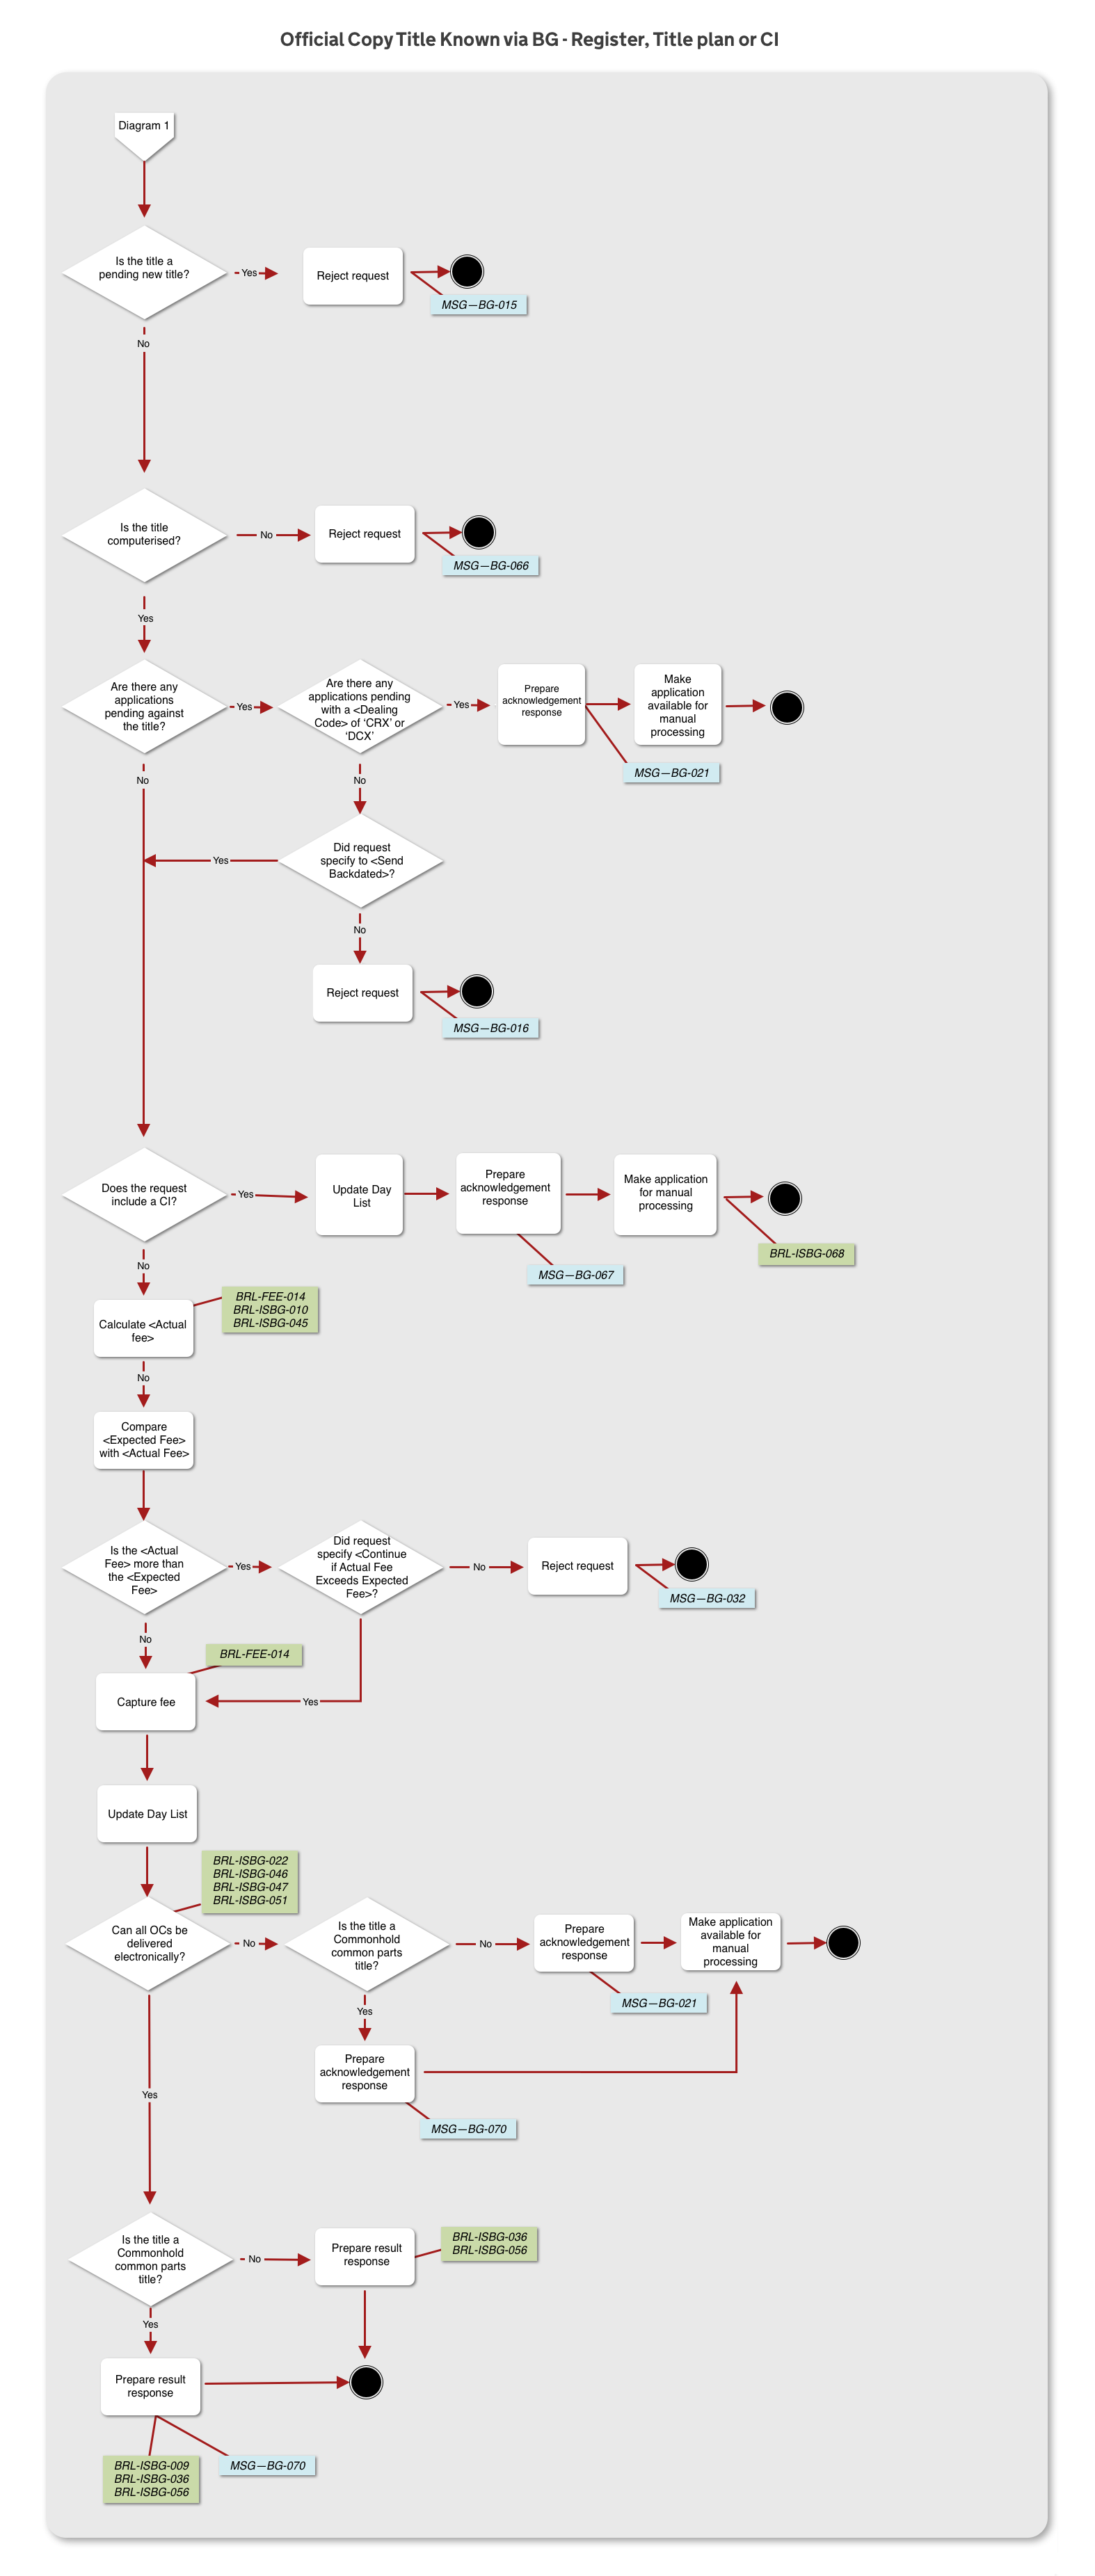 Official Copy Title Known via BG - Register, Title plan or CI
Diagram 1
Is the title a
pending new title?
Yes
Reject request
MSG—BG-015
No
Is the title
computerised?
No
Reject request
MSG—BG-066
Yes
Are there any
applications
pending against
the title?
Yes
Are there any
applications pending
with a <Dealing
Code> of ‘CRX’ or
‘DCX’
Yes
Prepare
acknowledgement
response
Make
application
available for
manual
processing
MSG—BG-021
No
No
Did request
specify to <Send
Backdated>?
Yes
No
Reject request
MSG—BG-016
Does the request
include a CI?
Yes
Update Day
List
Prepare
acknowledgement
response
Make application
for manual
processing
BRL-ISBG-068
MSG—BG-067
No
BRL-FEE-014
BRL-ISBG-010
BRL-ISBG-045
Calculate <Actual
fee>
No
Compare
<Expected Fee>
with <Actual Fee>
Is the <Actual
Fee> more than
the <Expected
Fee>
Yes
Did request
specify <Continue
if Actual Fee
Exceeds Expected
Fee>?
No
Reject request
MSG—BG-032
No
BRL-FEE-014
Capture fee
Yes
Update Day List
BRL-ISBG-022
BRL-ISBG-046
BRL-ISBG-047
BRL-ISBG-051
Can all OCs be
delivered
electronically?
No
Is the title a
Commonhold
common parts
title?
No
Prepare
acknowledgement
response
Make application
available for
manual
processing
MSG—BG-021
Yes
Prepare
acknowledgement
response
MSG—BG-070
Yes
Is the title a
Commonhold
common parts
title?
No
Prepare result
response
BRL-ISBG-036
BRL-ISBG-056
Yes
Prepare result
response
BRL-ISBG-009
BRL-ISBG-036
BRL-ISBG-056
MSG—BG-070